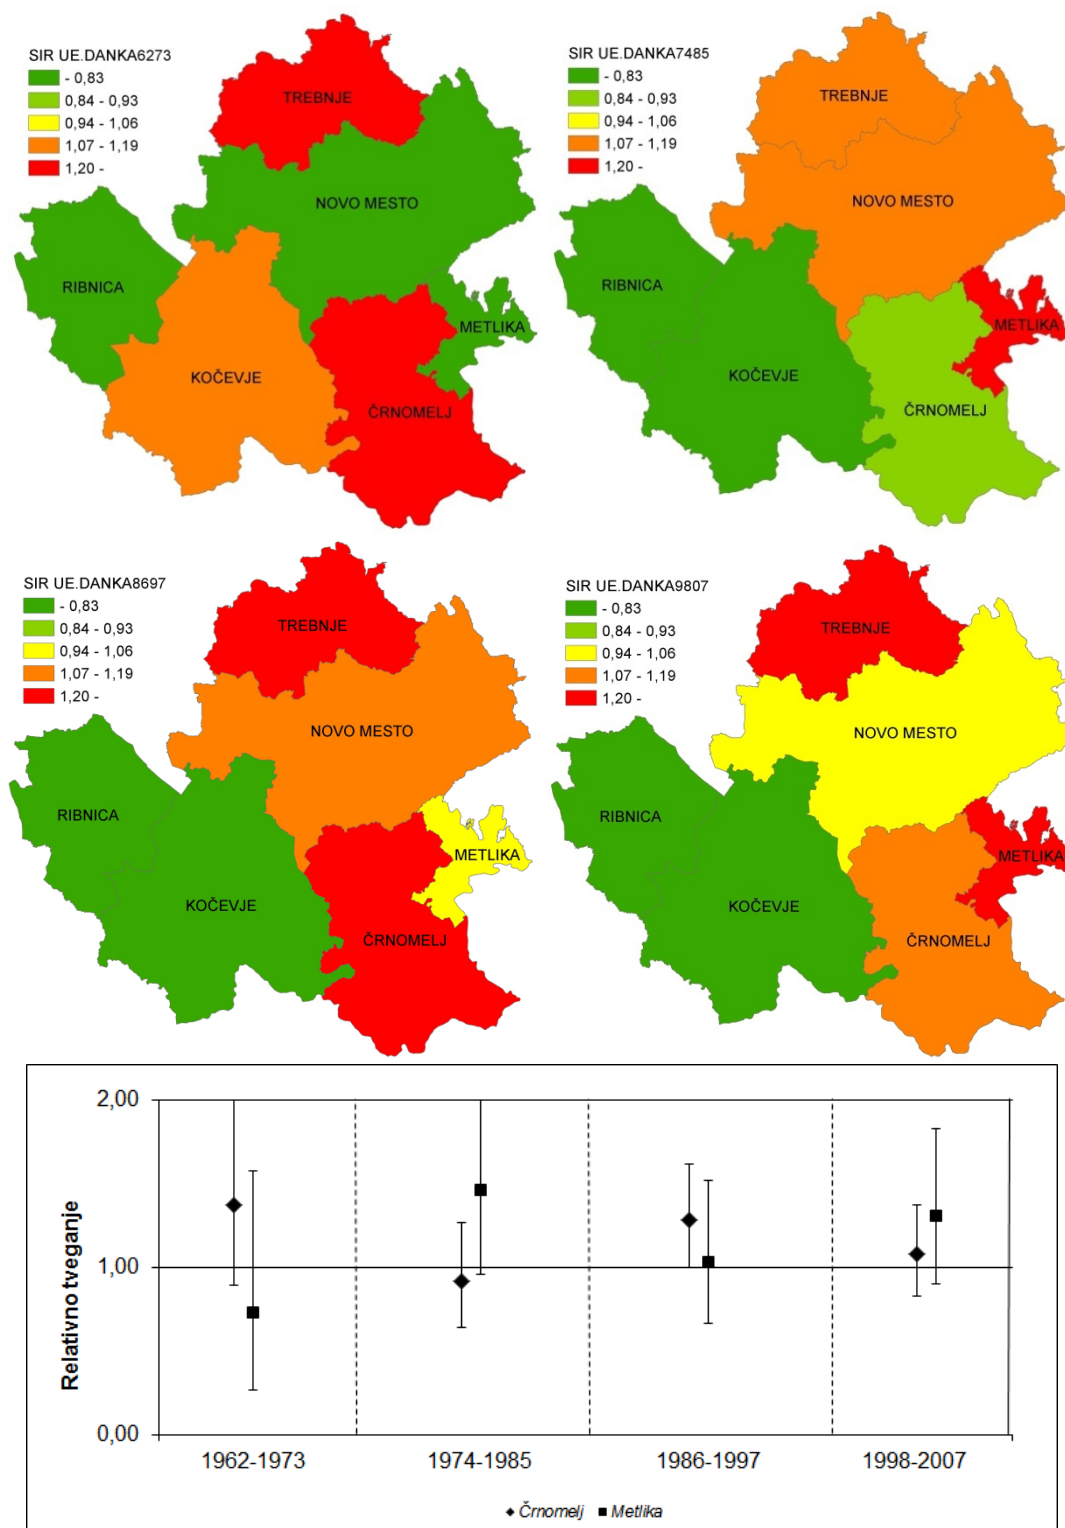 SIR UE.DANKA6273
- 0,83
0,84 - 0,93
0,94 - 1,06
1,07 - 1,19
1,20 -
TREBNJE
NOVO MESTO
RIBNICA
METLIKA
KOČEVJE
ČRNOMELJ
SIR UE.DANKA7485
- 0,83
0,84 - 0,93
0,94 - 1,06
1,07 - 1,19
1,20 -
TREBNJE
NOVO MESTO
RIBNICA
METLIKA
KOČEVJE
ČRNOMELJ
SIR UE.DANKA8697
- 0,83
0,84 - 0,93
0,94 - 1,06
1,07 - 1,19
1,20 -
TREBNJE
NOVO MESTO
RIBNICA
METLIKA
KOČEVJE
ČRNOMELJ
SIR UE.DANKA9807
- 0,83
0,84 - 0,93
0,94 - 1,06
1,07 - 1,19
1,20 -
TREBNJE
NOVO MESTO
RIBNICA
METLIKA
KOČEVJE
ČRNOMELJ
Relativno tveganje
2,00
1,00
0,00
1962-1973 1974-1985 1986-1997 1998-2007
Črnomelj Metlika